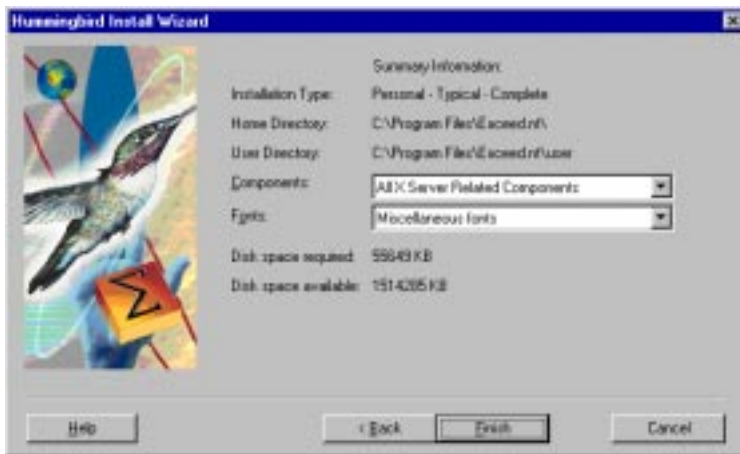 Hummingbird Install Wizard
Summary Information:
Installation Type: Personal - Typical - Complete
Home Directory: C:\Program Files\Exceed.nt\
User Directory: C:\Program Files\Exceed.nt\user
Components: All X Server Related Components
Fonts: Miscellaneous fonts
Disk space required: 55649 KB
Disk space available: 1514285 KB
Help < Back Finish Cancel